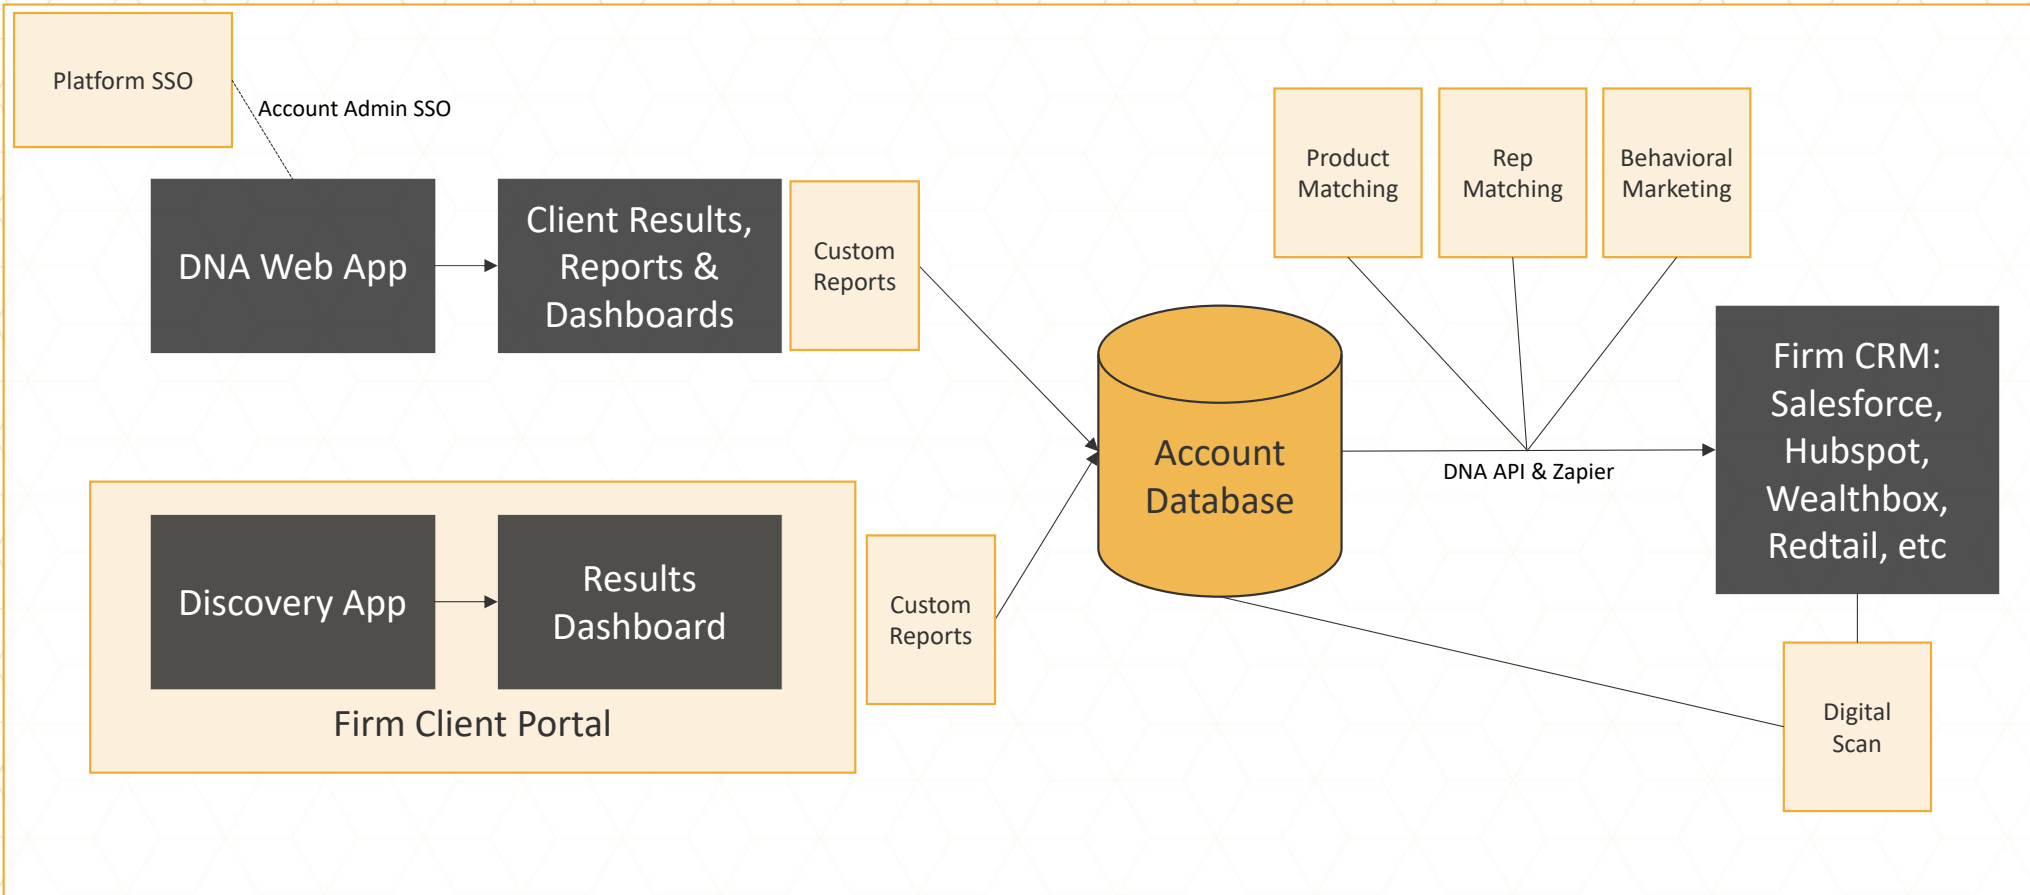 Platform SSO
Account Admin SSO
DNA Web App
Client Results,
Reports &
Dashboards
Custom
Reports
Product
Matching
Rep
Matching
Behavioral
Marketing
Account
Database
DNA API & Zapier
Firm CRM:
Salesforce,
Hubspot,
Wealthbox,
Redtail, etc
Discovery App
Results
Dashboard
Firm Client Portal
Custom
Reports
Digital
Scan